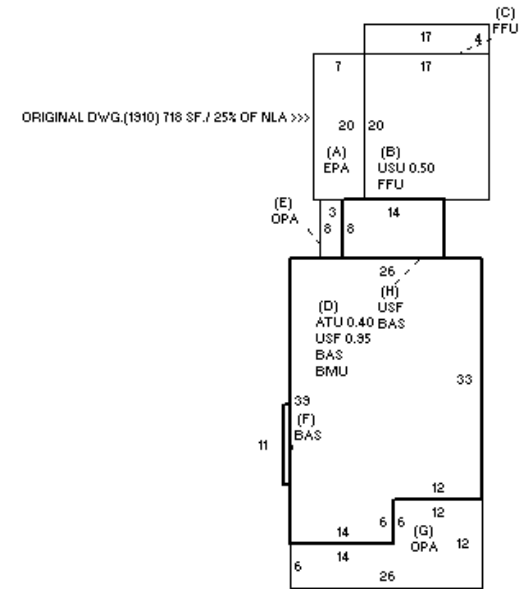 (C)
17 4 FFU
7 17
ORIGINAL DWG.(1910) 718 SF./ 25% OF NLA >>>
20 20
(A) (B)
EPA USU 0.50
FFU
(E)
OPA
3 14
8 8
26
(H)
(D) USF
ATU 0.40 BAS
USF 0.95
BAS
BMU
33
39
(F)
BAS
11
12
12
6 6 (G)
14 OPA 12
14
6
26